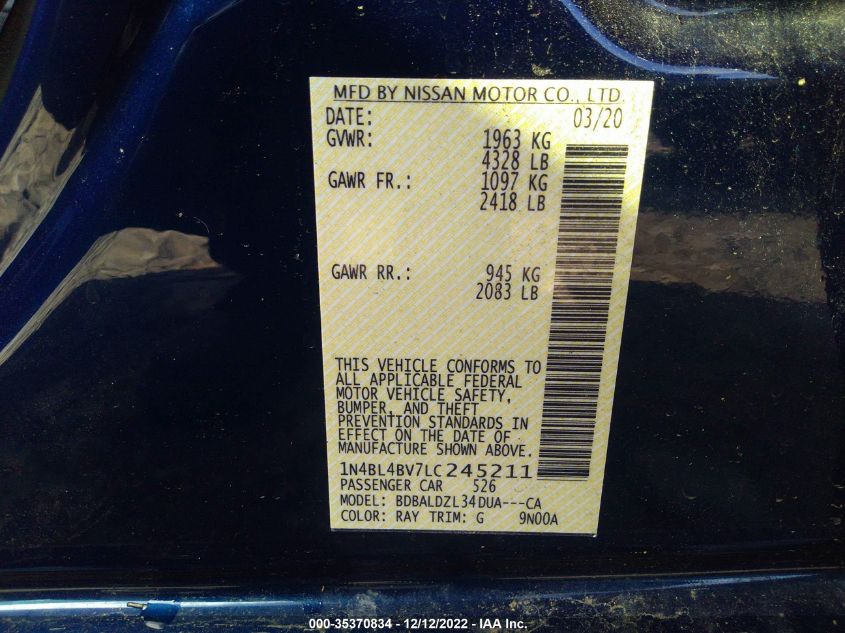 MFD BY NISSAN MOTOR CO., LTD.
DATE: 03/20
GVWR: 1963 KG
4328 LB
GAWR FR.: 1097 KG
2418 LB
GAWR RR.: 945 KG
2083 LB
THIS VEHICLE CONFORMS TO
ALL APPLICABLE FEDERAL
MOTOR VEHICLE SAFETY,
BUMPER, AND THEFT
PREVENTION STANDARDS IN
EFFECT ON THE DATE OF
MANUFACTURE SHOWN ABOVE.
1N4BL4BV7LC245211
PASSENGER CAR 526
MODEL: BDBALDZL34DUA---CA
COLOR: RAY TRIM: G 9N00A
000-35370834 - 12/12/2022 - IAA Inc.